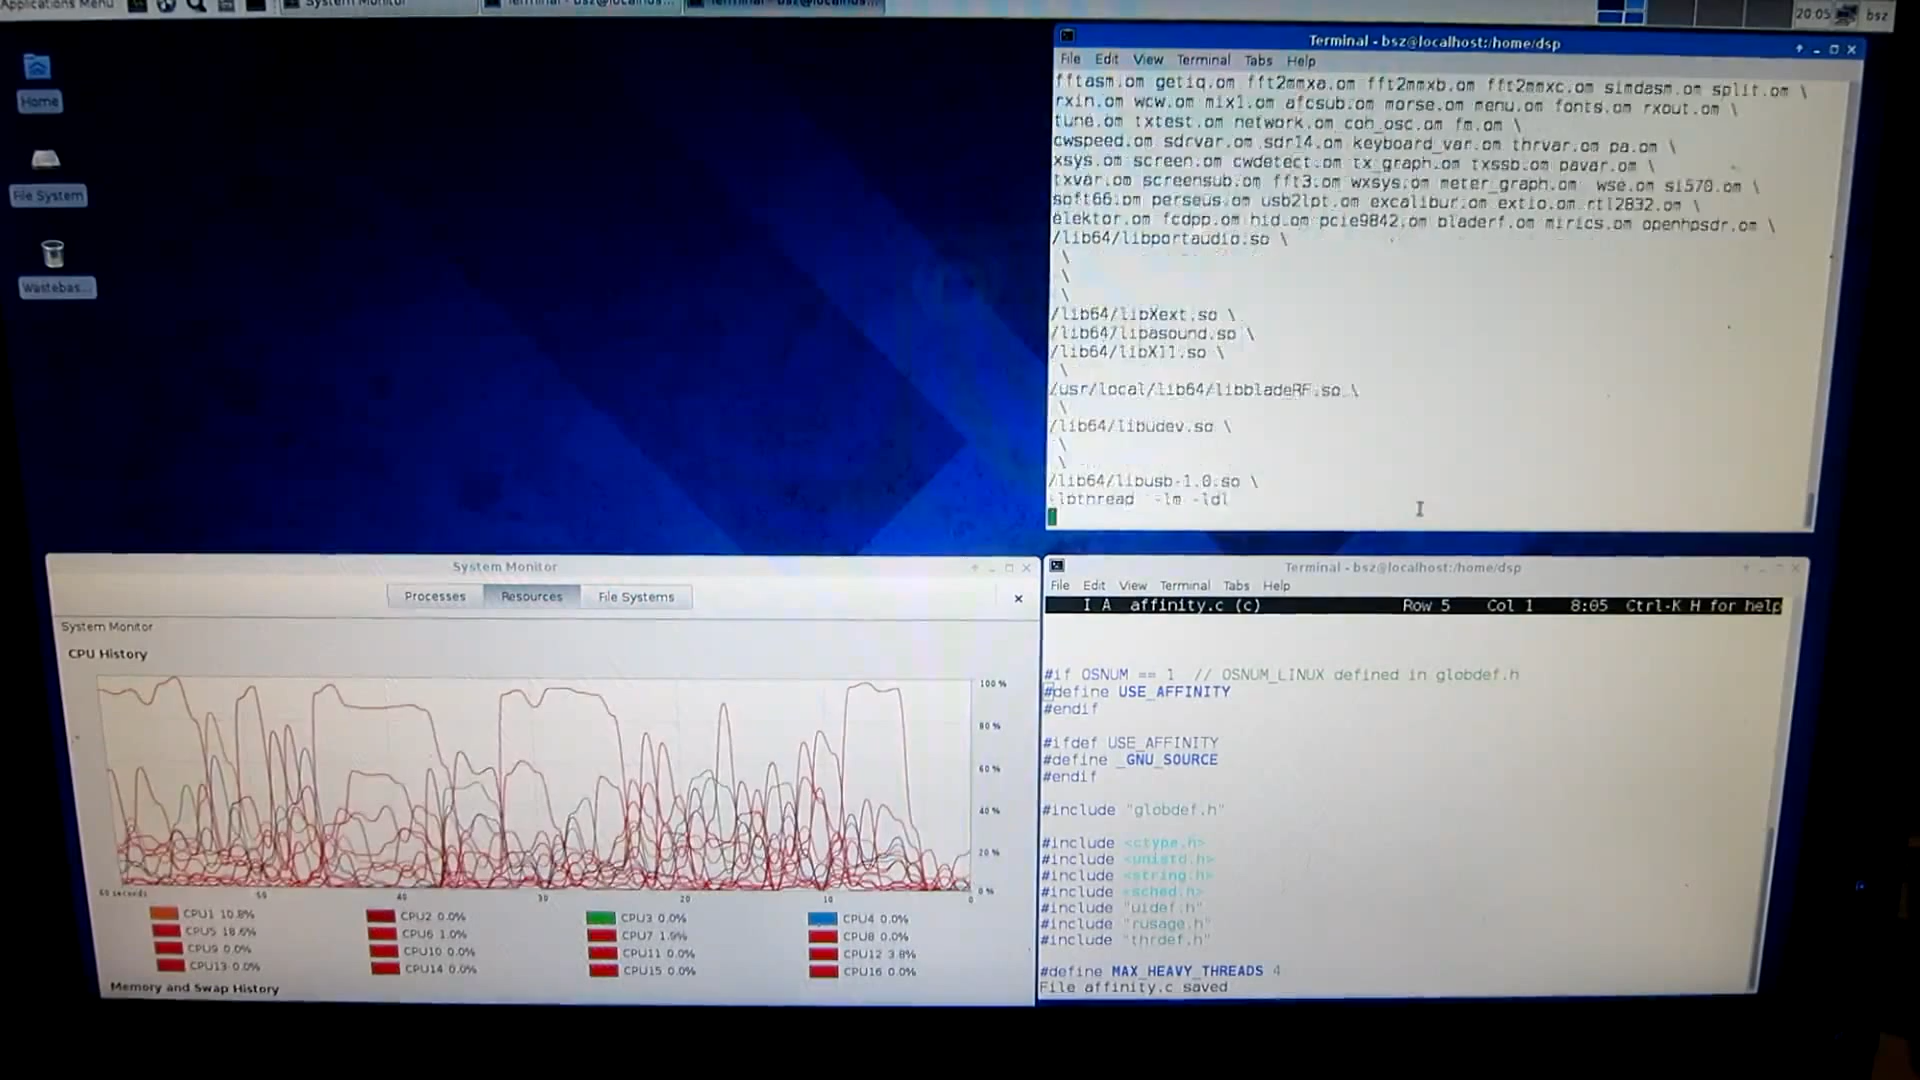 Applications Menu
System Monitor
Terminal - bsz@localhos...
Terminal - bsz@localhos...
20:05
bsz
Home
File System
Wastebas...
Terminal - bsz@localhost:/home/dsp
File Edit View Terminal Tabs Help
fftasm.om getiq.om fft2mmxa.om fft2mmxb.om fft2mmxc.om simdasm.om split.om \
rxin.om wcw.om mix1.om afcsub.om morse.om menu.om fonts.om rxout.om \
tune.om txtest.om network.om coh_osc.om fm.om \
cwspeed.om sdrvar.om sdr14.om keyboard_var.om thrvar.om pa.om \
xsys.om screen.om cwdetect.om tx_graph.om txssb.om pavar.om \
txvar.om screensub.om fft3.om wxsys.om meter_graph.om wse.om si570.om \
soft66.om perseus.om usb2lpt.om excalibur.om extio.om rtl2832.om \
elektor.om fcdpp.om hid.om pcie9842.om bladerf.om mirics.om openhpsdr.om \
/lib64/libportaudio.so \
\
\
\
/lib64/libXext.so \
/lib64/libasound.so \
/lib64/libX11.so \
\
/usr/local/lib64/libbladeRF.so \
\
/lib64/libudev.so \
\
\
/lib64/libusb-1.0.so \
-lpthread -lm -ldl
System Monitor
Processes Resources File Systems
System Monitor
CPU History
100 %
80 %
60 %
40 %
20 %
0 %
60 seconds 50 40 30 20 10 0
CPU1 10.8% CPU2 0.0% CPU3 0.0% CPU4 0.0%
CPU5 18.6% CPU6 1.0% CPU7 1.9% CPU8 0.0%
CPU9 0.0% CPU10 0.0% CPU11 0.0% CPU12 3.8%
CPU13 0.0% CPU14 0.0% CPU15 0.0% CPU16 0.0%
Memory and Swap History
Terminal - bsz@localhost:/home/dsp
File Edit View Terminal Tabs Help
I A affinity.c (c) Row 5 Col 1 8:05 Ctrl-K H for help
#if OSNUM == 1 // OSNUM_LINUX defined in globdef.h
#define USE_AFFINITY
#endif
#ifdef USE_AFFINITY
#define _GNU_SOURCE
#endif
#include "globdef.h"
#include <ctype.h>
#include <unistd.h>
#include <string.h>
#include <sched.h>
#include "uidef.h"
#include "rusage.h"
#include "thrdef.h"
#define MAX_HEAVY_THREADS 4
File affinity.c saved